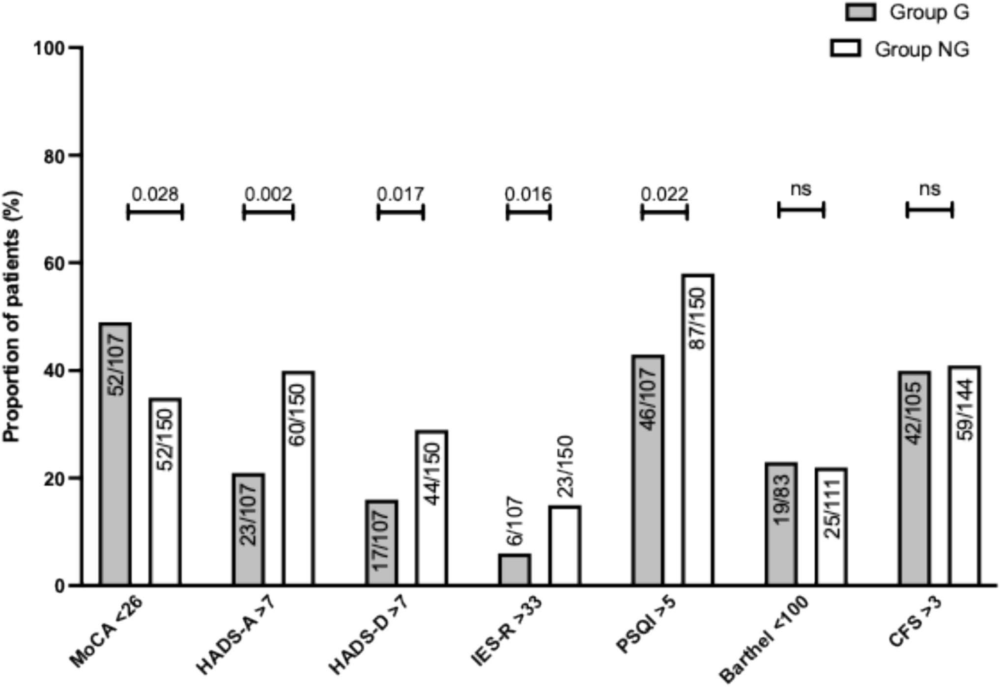 Group G
Group NG
Proportion of patients (%)
100
80
60
40
20
0
0.028
0.002
0.017
0.016
0.022
ns
ns
52/107
52/150
23/107
60/150
17/107
44/150
6/107
23/150
46/107
87/150
19/83
25/111
42/105
59/144
MoCA <26
HADS-A >7
HADS-D >7
IES-R >33
PSQI >5
Barthel <100
CFS >3